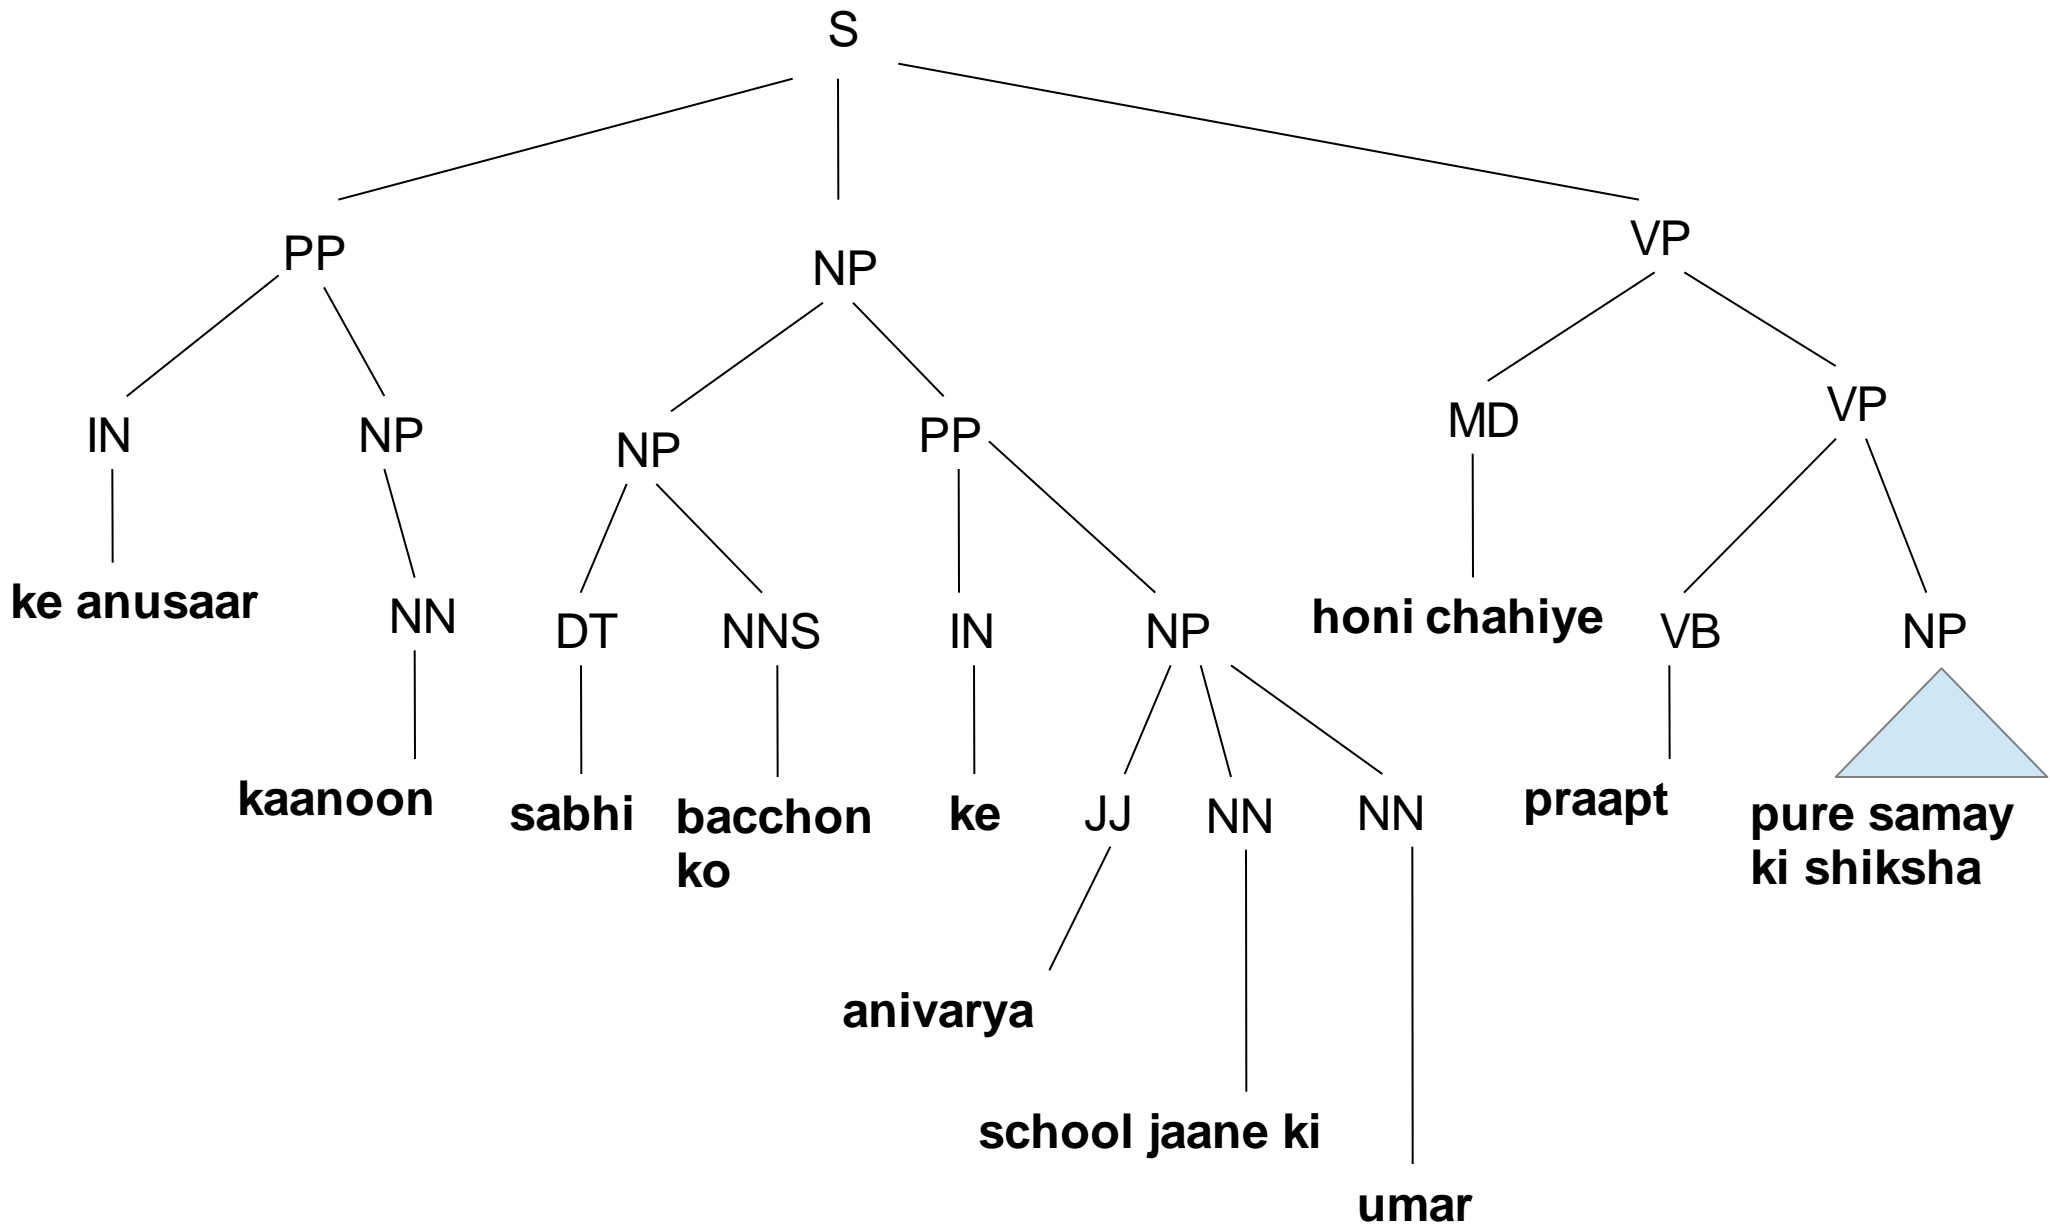 S
PP
NP
VP
IN
NP
NP
PP
MD
VP
ke anusaar
NN
DT
NNS
IN
NP
honi chahiye
VB
NP
kaanoon
sabhi
bacchon
ko
ke
JJ
NN
NN
praapt
pure samay
ki shiksha
anivarya
school jaane ki
umar